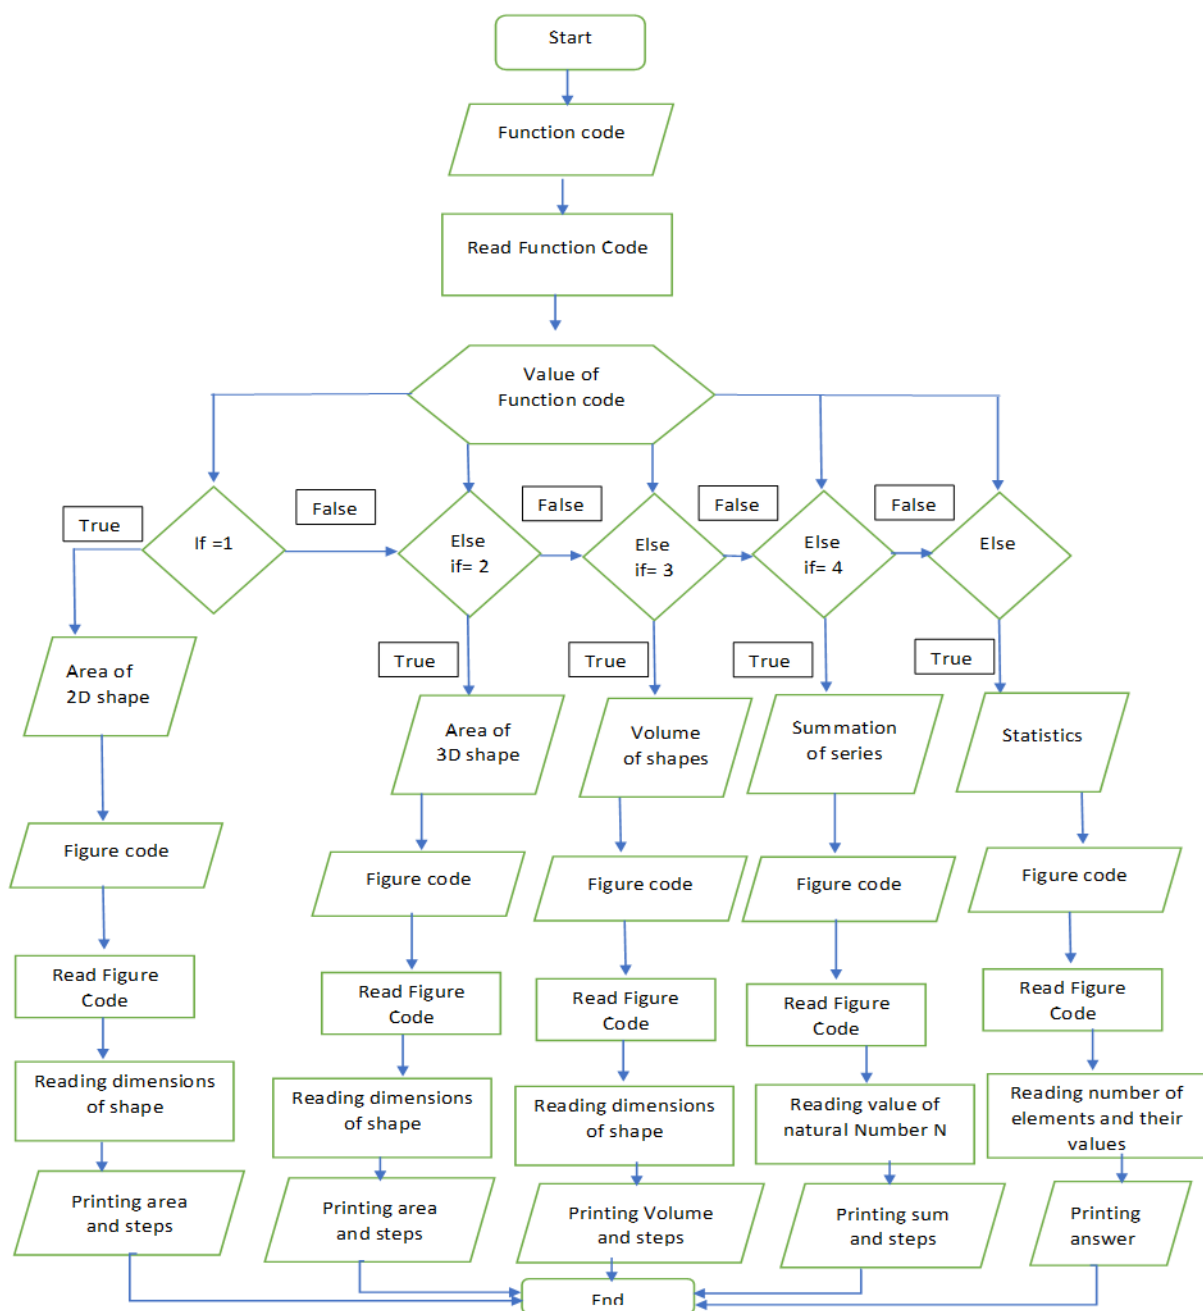 Start
Function code
Read Function Code
Value of
Function code
True
If =1
False
Else
if= 2
False
Else
if= 3
False
Else
if= 4
False
Else
True
True
True
True
Area of
2D shape
Area of
3D shape
Volume
of shapes
Summation
of series
Statistics
Figure code
Figure code
Figure code
Figure code
Figure code
Read Figure
Code
Read Figure
Code
Read Figure
Code
Read Figure
Code
Read Figure
Code
Reading dimensions
of shape
Reading dimensions
of shape
Reading dimensions
of shape
Reading value of
natural Number N
Reading number of
elements and their
values
Printing area
and steps
Printing area
and steps
Printing Volume
and steps
Printing sum
and steps
Printing
answer
End